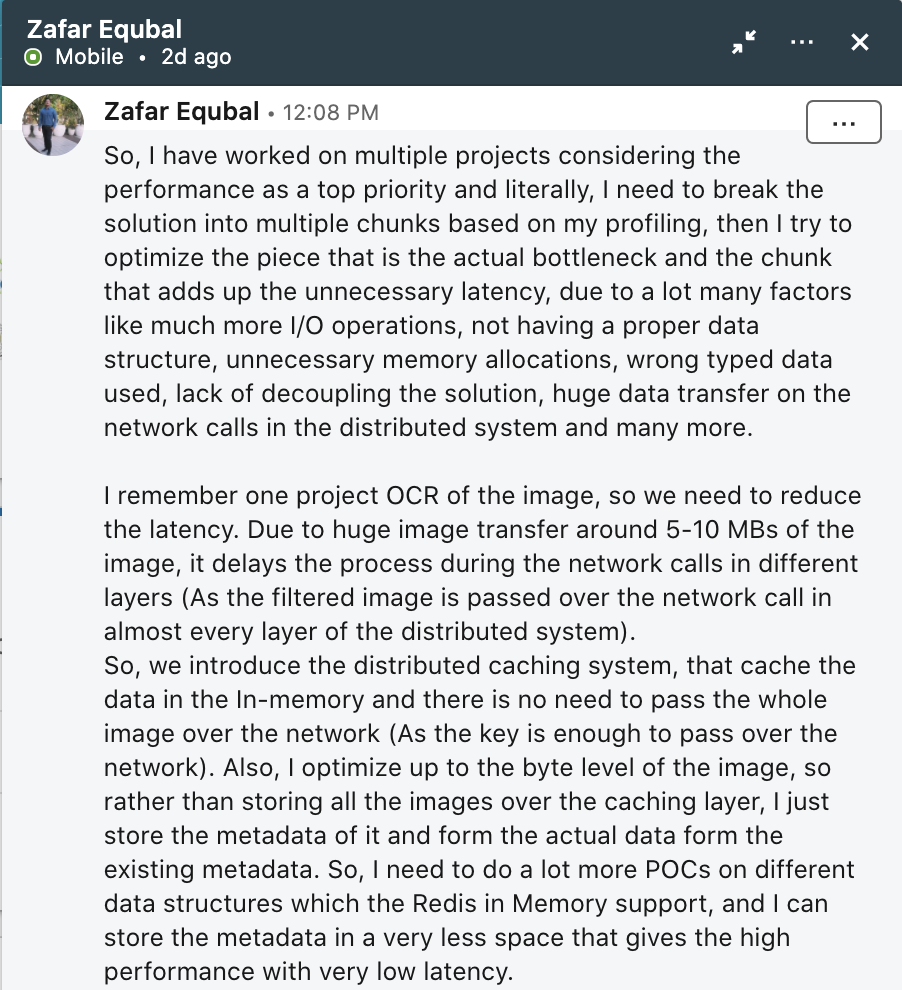 Zafar Equbal
Mobile • 2d ago
Zafar Equbal • 12:08 PM
So, I have worked on multiple projects considering the
performance as a top priority and literally, I need to break the
solution into multiple chunks based on my profiling, then I try to
optimize the piece that is the actual bottleneck and the chunk
that adds up the unnecessary latency, due to a lot many factors
like much more I/O operations, not having a proper data
structure, unnecessary memory allocations, wrong typed data
used, lack of decoupling the solution, huge data transfer on the
network calls in the distributed system and many more.
I remember one project OCR of the image, so we need to reduce
the latency. Due to huge image transfer around 5-10 MBs of the
image, it delays the process during the network calls in different
layers (As the filtered image is passed over the network call in
almost every layer of the distributed system).
So, we introduce the distributed caching system, that cache the
data in the In-memory and there is no need to pass the whole
image over the network (As the key is enough to pass over the
network). Also, I optimize up to the byte level of the image, so
rather than storing all the images over the caching layer, I just
store the metadata of it and form the actual data form the
existing metadata. So, I need to do a lot more POCs on different
data structures which the Redis in Memory support, and I can
store the metadata in a very less space that gives the high
performance with very low latency.